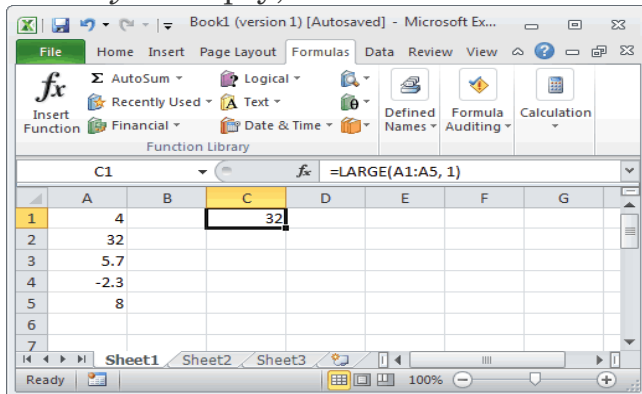 Book1 (version 1) [Autosaved] - Microsoft Ex...
File Home Insert Page Layout Formulas Data Review View
Σ AutoSum Logical
Recently Used A Text
Financial Date & Time
fx Insert Function
Defined Names
Formula Auditing
Calculation
Function Library
C1 fx =LARGE(A1:A5, 1)
A B C D E F G
1 4 32
2 32
3 5.7
4 -2.3
5 8
6
7
Sheet1 Sheet2 Sheet3
Ready 100%